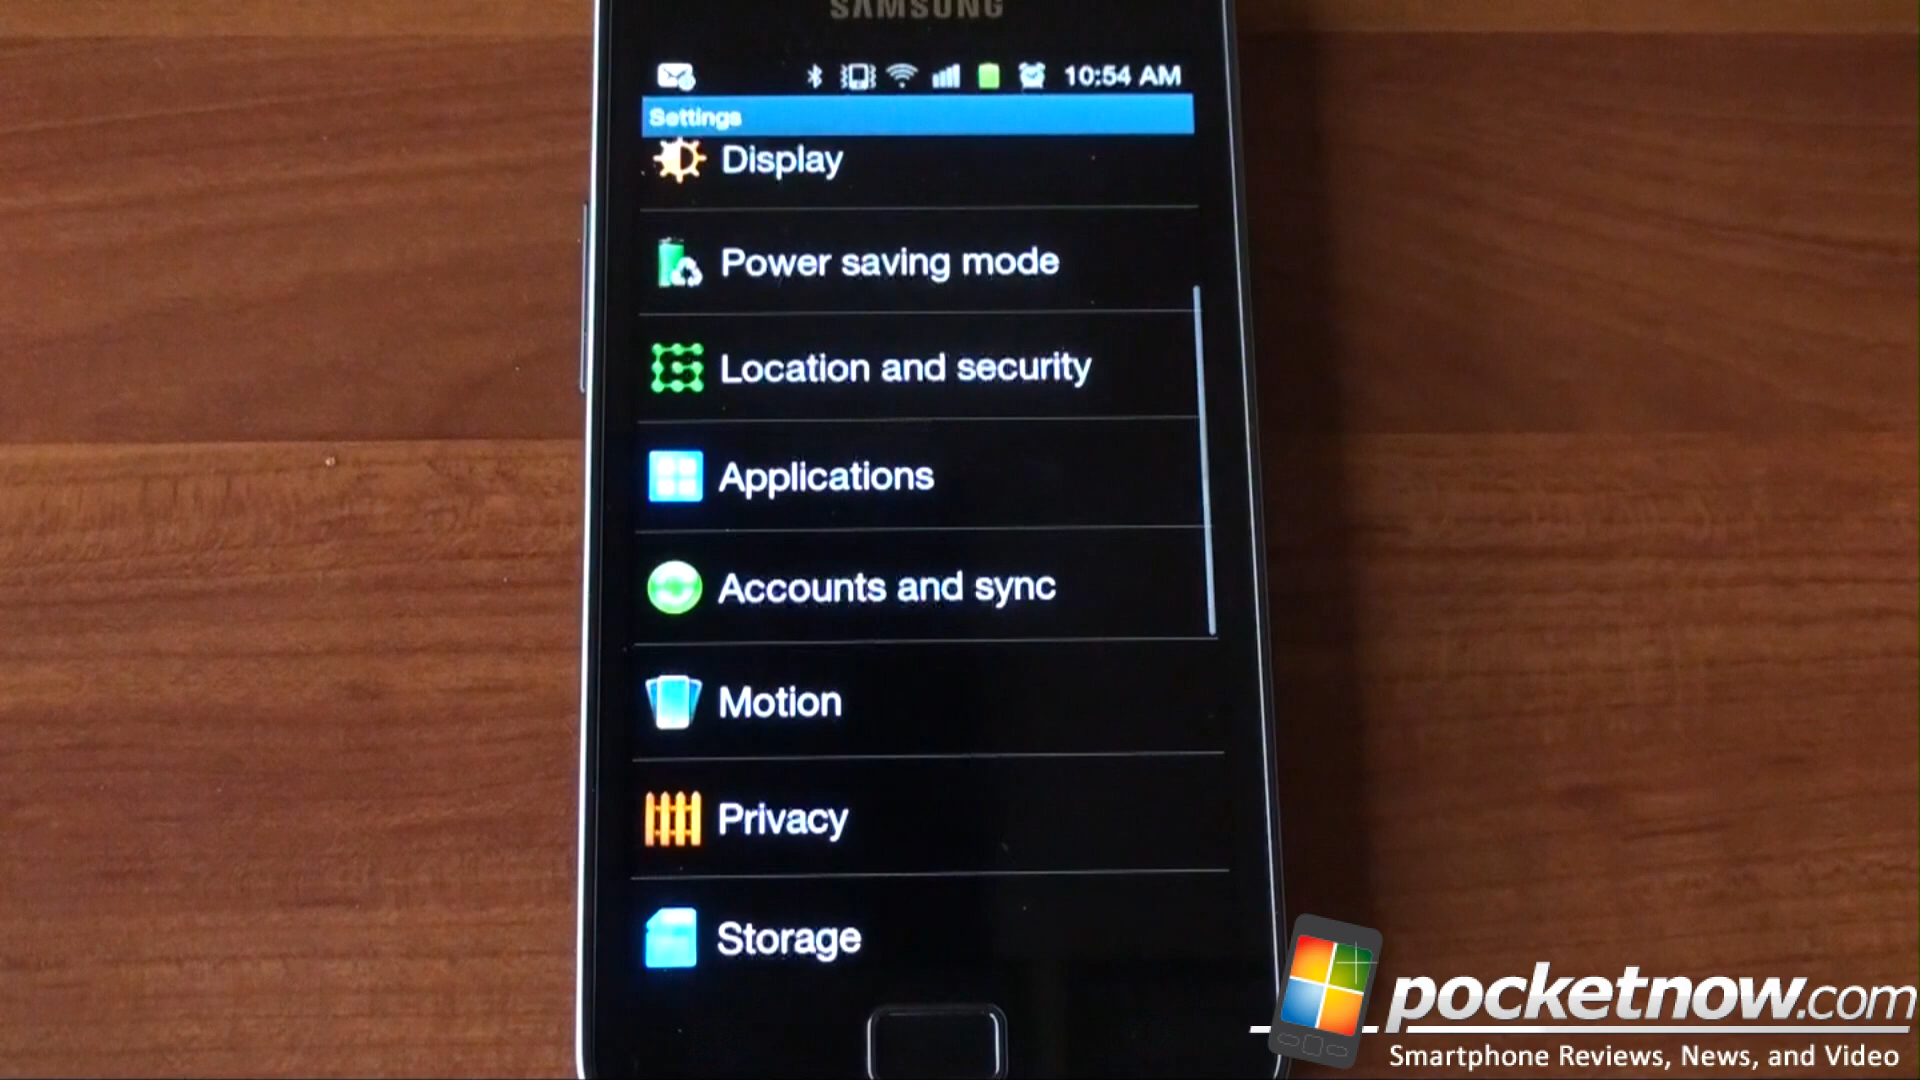 SAMSUNG
10:54 AM
Settings
Display
Power saving mode
Location and security
Applications
Accounts and sync
Motion
Privacy
Storage
pocketnow.com
Smartphone Reviews, News, and Video